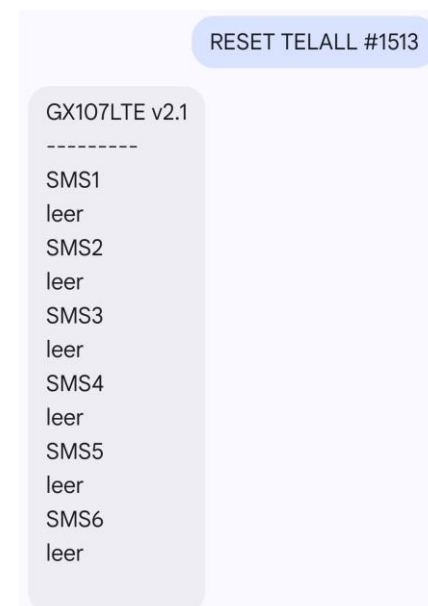 RESET TELALL #1513
GX107LTE v2.1
---------
SMS1
leer
SMS2
leer
SMS3
leer
SMS4
leer
SMS5
leer
SMS6
leer